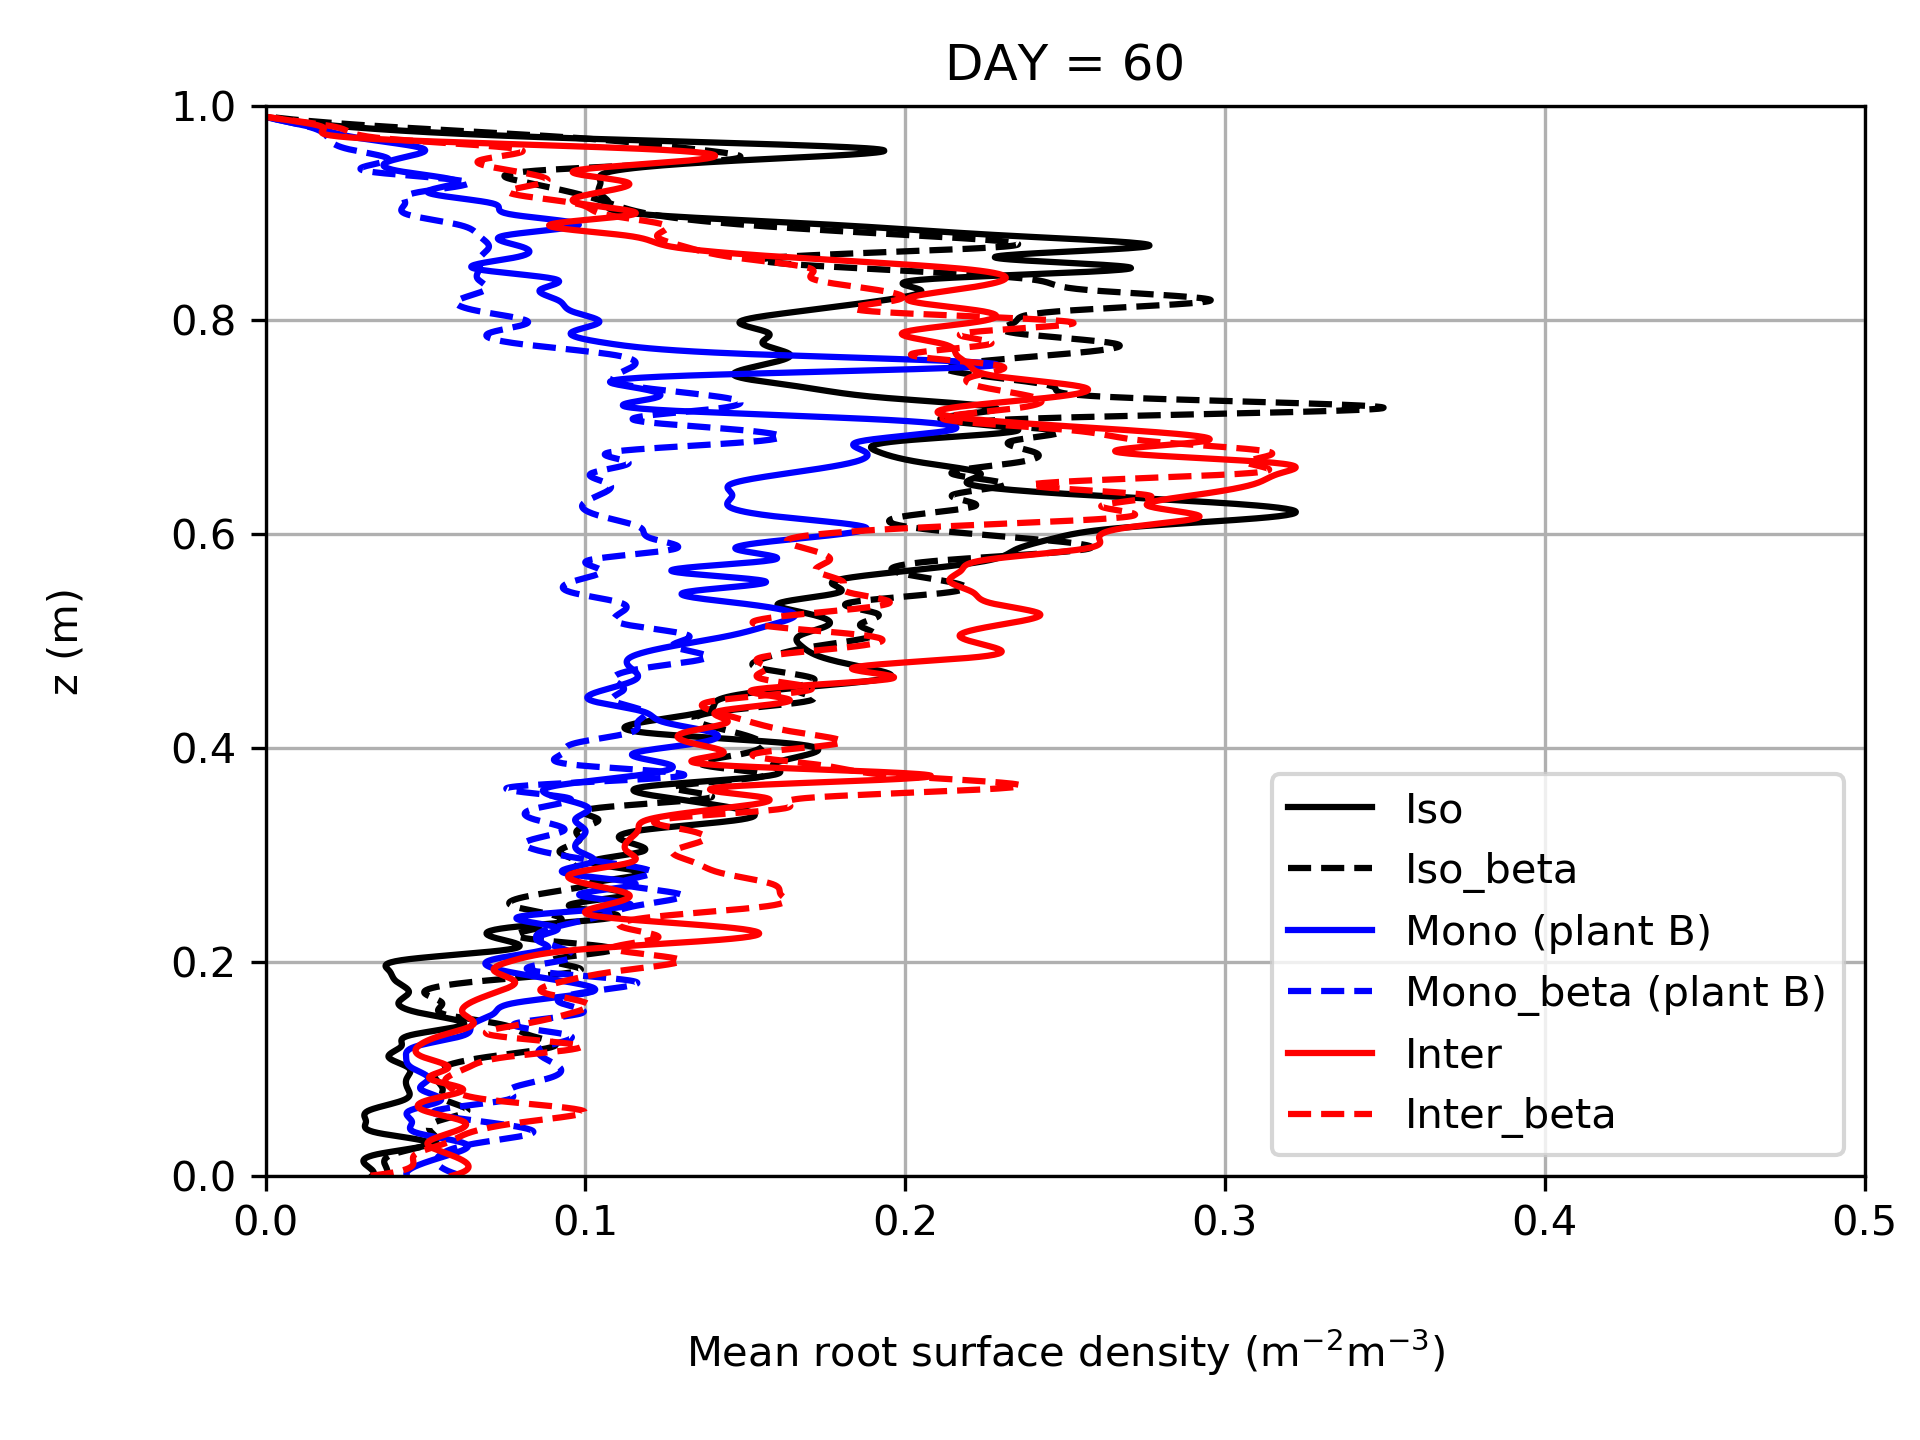 DAY = 60
1.0
0.8
0.6
0.4
0.2
0.0
z (m)
0.0 0.1 0.2 0.3 0.4 0.5
Mean root surface density (m⁻²m⁻³)
Iso
Iso_beta
Mono (plant B)
Mono_beta (plant B)
Inter
Inter_beta